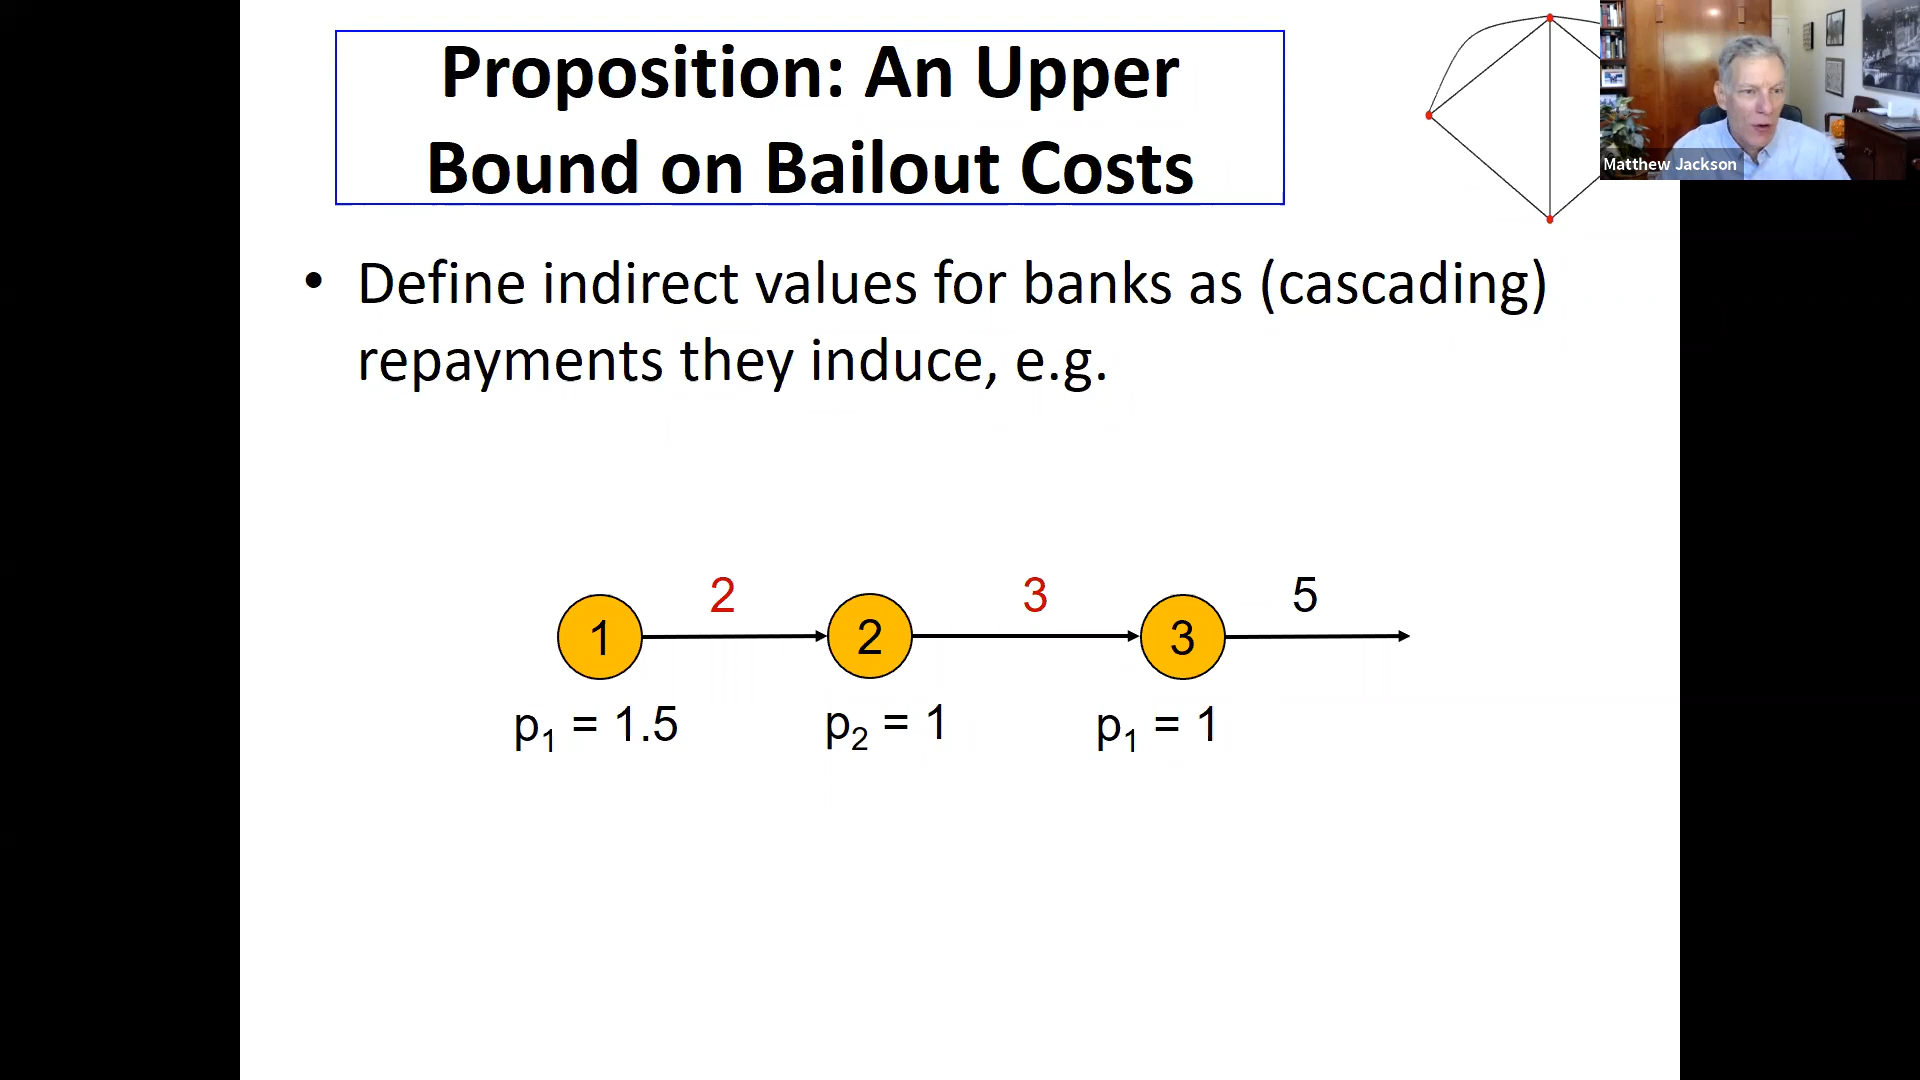 Proposition: An Upper
Bound on Bailout Costs
Matthew Jackson
• Define indirect values for banks as (cascading)
repayments they induce, e.g.
2 3 5
1 2 3
p₁ = 1.5 p₂ = 1 p₁ = 1